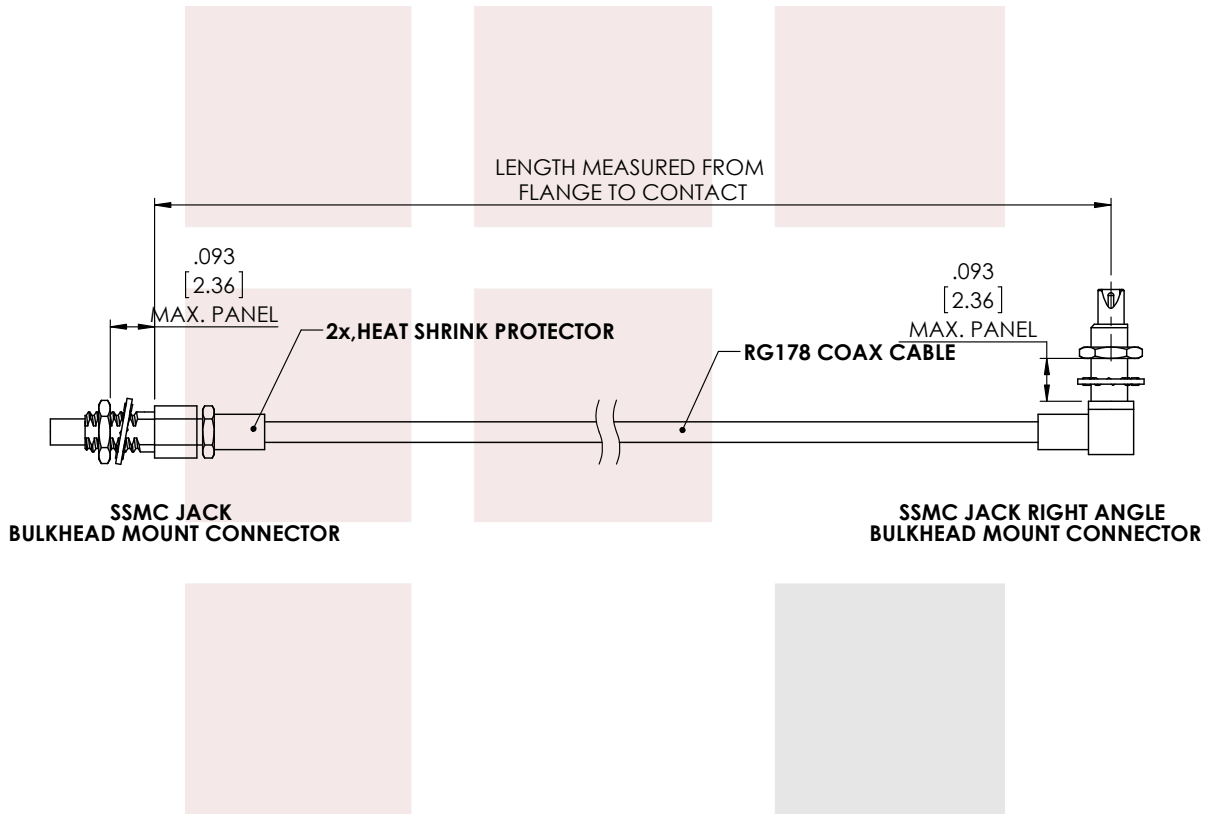 LENGTH MEASURED FROM
FLANGE TO CONTACT
.093
[2.36]
MAX. PANEL
.093
[2.36]
MAX. PANEL
2x,HEAT SHRINK PROTECTOR
RG178 COAX CABLE
SSMC JACK
BULKHEAD MOUNT CONNECTOR
SSMC JACK RIGHT ANGLE
BULKHEAD MOUNT CONNECTOR